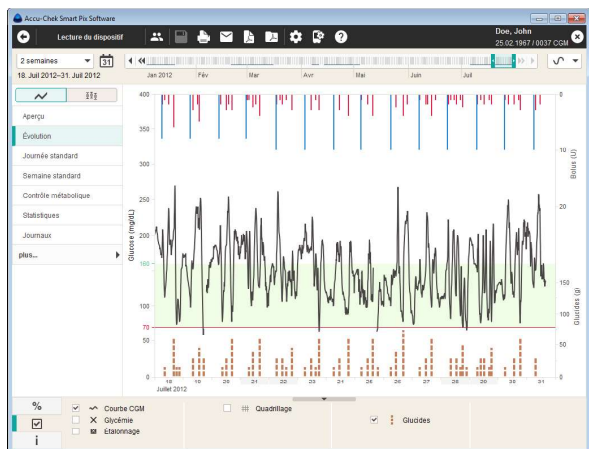 Accu-Chek Smart Pix Software
Lecture du dispositif
Doe, John
25.02.1967 / 0037 CGM
2 semaines
31
18. Juil 2012–31. Juil 2012
Jan 2012 Fév Mar Avr Mai Juin Juil
Aperçu
Évolution
Journée standard
Semaine standard
Contrôle métabolique
Statistiques
Journaux
plus...
Glucose (mg/dL)
400
350
300
250
200
160
100
70
50
0
Bolus (U)
0
10
20
Glucides (g)
150
100
50
0
18 19 20 21 22 23 24 25 26 27 28 29 30 31
Juillet 2012
%
Courbe CGM
Glycémie
Étalonnage
Quadrillage
Glucides
i